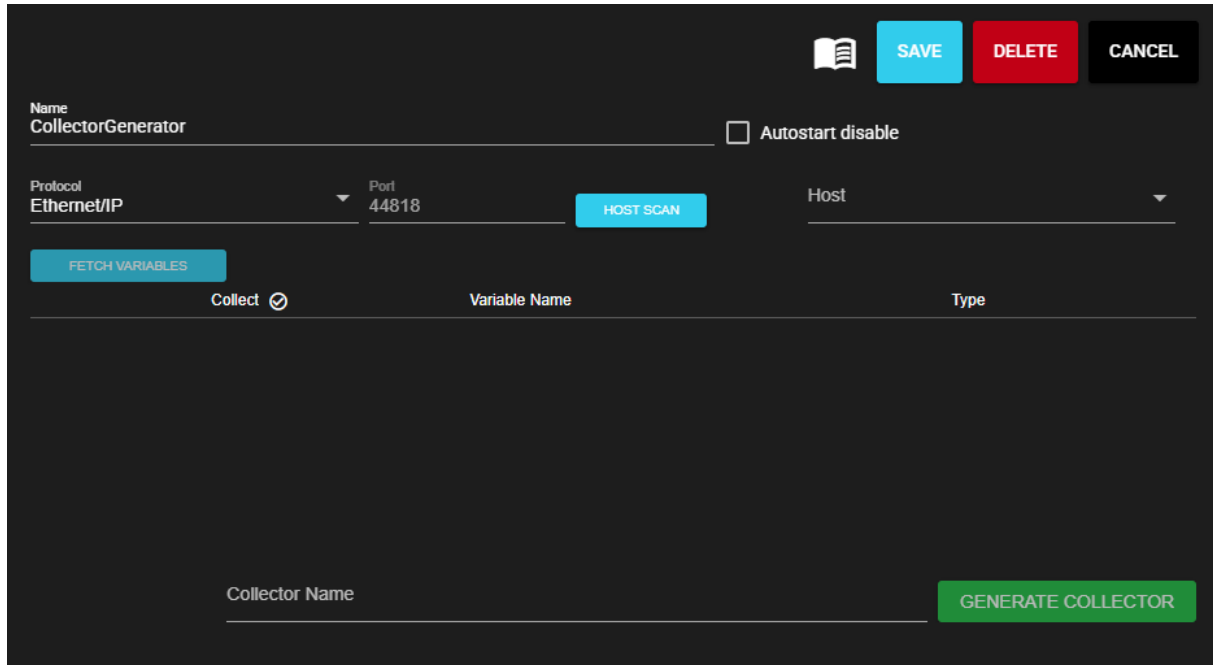 SAVE
DELETE
CANCEL
Name
CollectorGenerator
Autostart disable
Protocol
Ethernet/IP
Port
44818
HOST SCAN
Host
FETCH VARIABLES
Collect
Variable Name
Type
Collector Name
GENERATE COLLECTOR